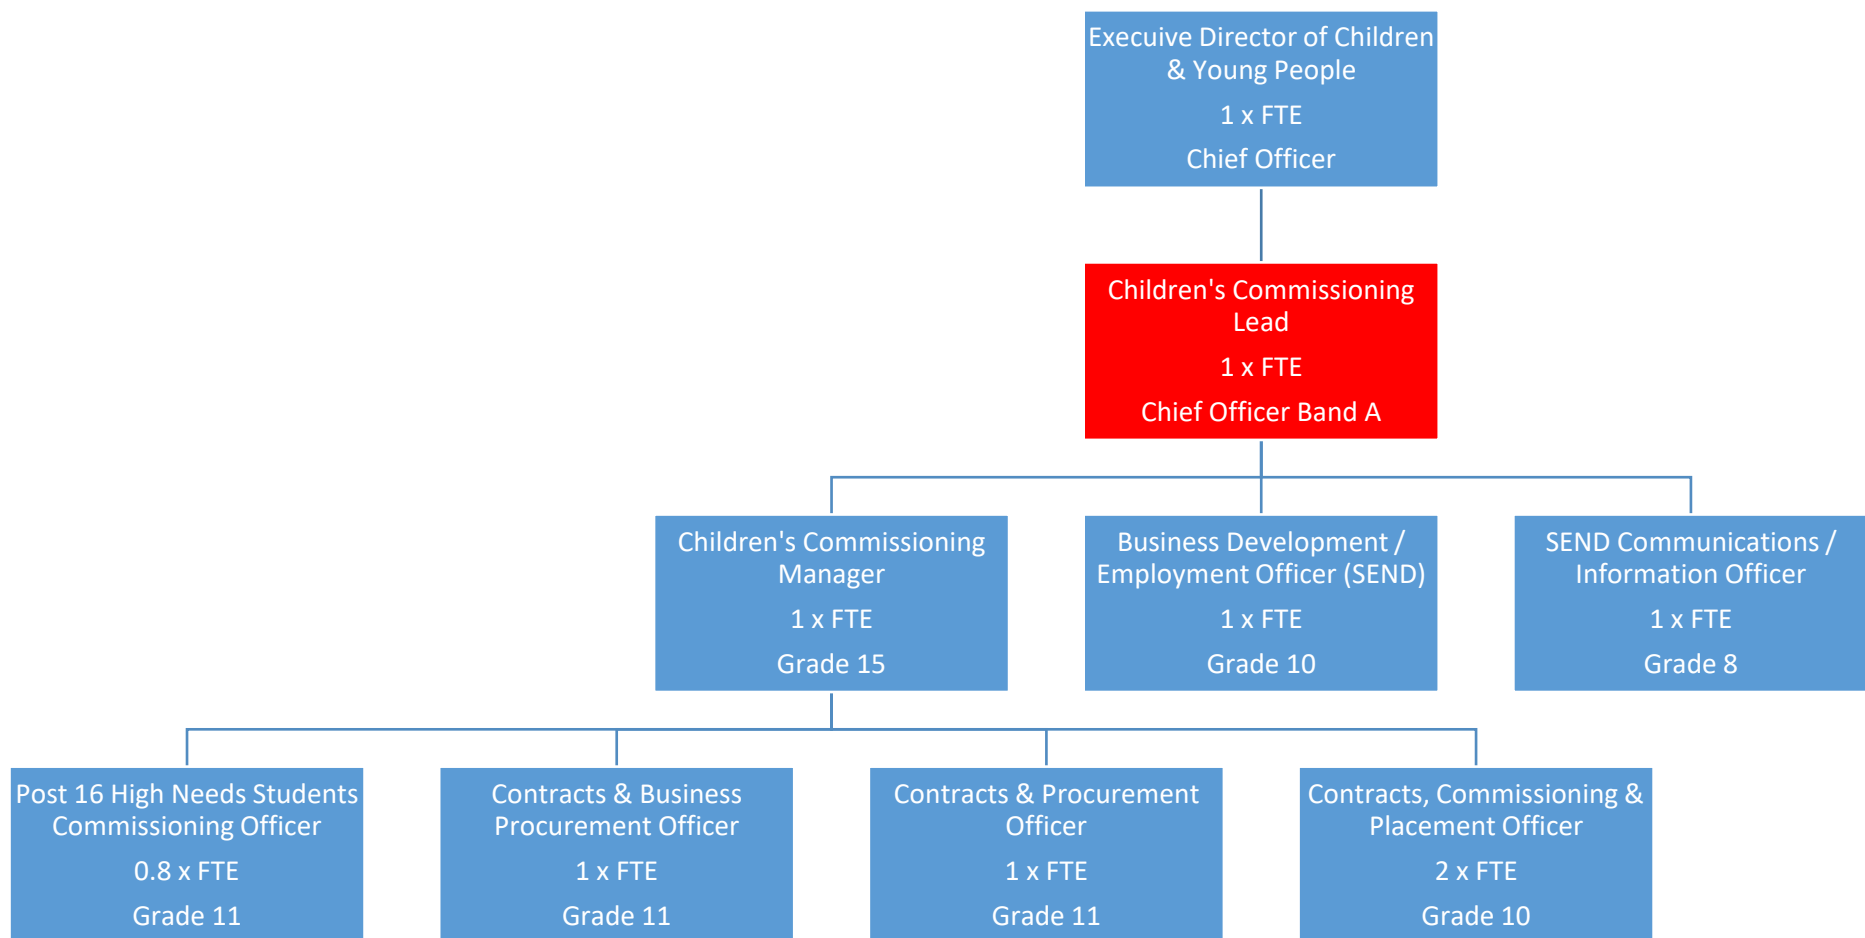 Execuive Director of Children
& Young People
1 x FTE
Chief Officer
Children's Commissioning
Lead
1 x FTE
Chief Officer Band A
Children's Commissioning
Manager
1 x FTE
Grade 15
Business Development /
Employment Officer (SEND)
1 x FTE
Grade 10
SEND Communications /
Information Officer
1 x FTE
Grade 8
Post 16 High Needs Students
Commissioning Officer
0.8 x FTE
Grade 11
Contracts & Business
Procurement Officer
1 x FTE
Grade 11
Contracts & Procurement
Officer
1 x FTE
Grade 11
Contracts, Commissioning &
Placement Officer
2 x FTE
Grade 10